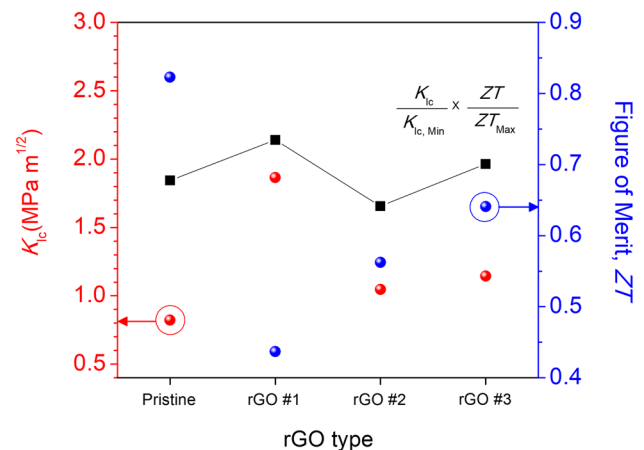 3.0
2.5
2.0
1.5
1.0
0.5
K_Ic (MPa m^1/2)
0.9
0.8
0.7
0.6
0.5
0.4
Figure of Merit, ZT
K_Ic / K_Ic, Min x ZT / ZT_Max
Pristine rGO #1 rGO #2 rGO #3
rGO type